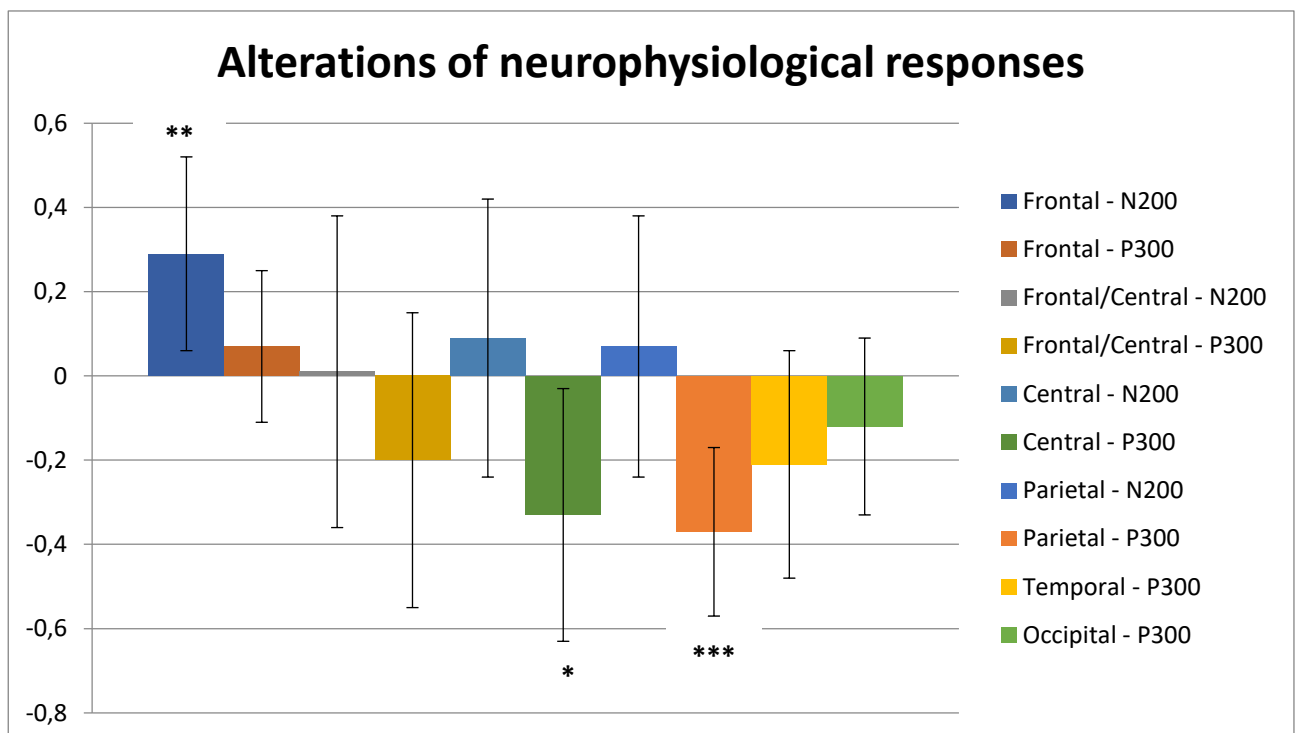 Alterations of neurophysiological responses
0,6
0,4
0,2
0
-0,2
-0,4
-0,6
-0,8
**
*
***
Frontal - N200
Frontal - P300
Frontal/Central - N200
Frontal/Central - P300
Central - N200
Central - P300
Parietal - N200
Parietal - P300
Temporal - P300
Occipital - P300